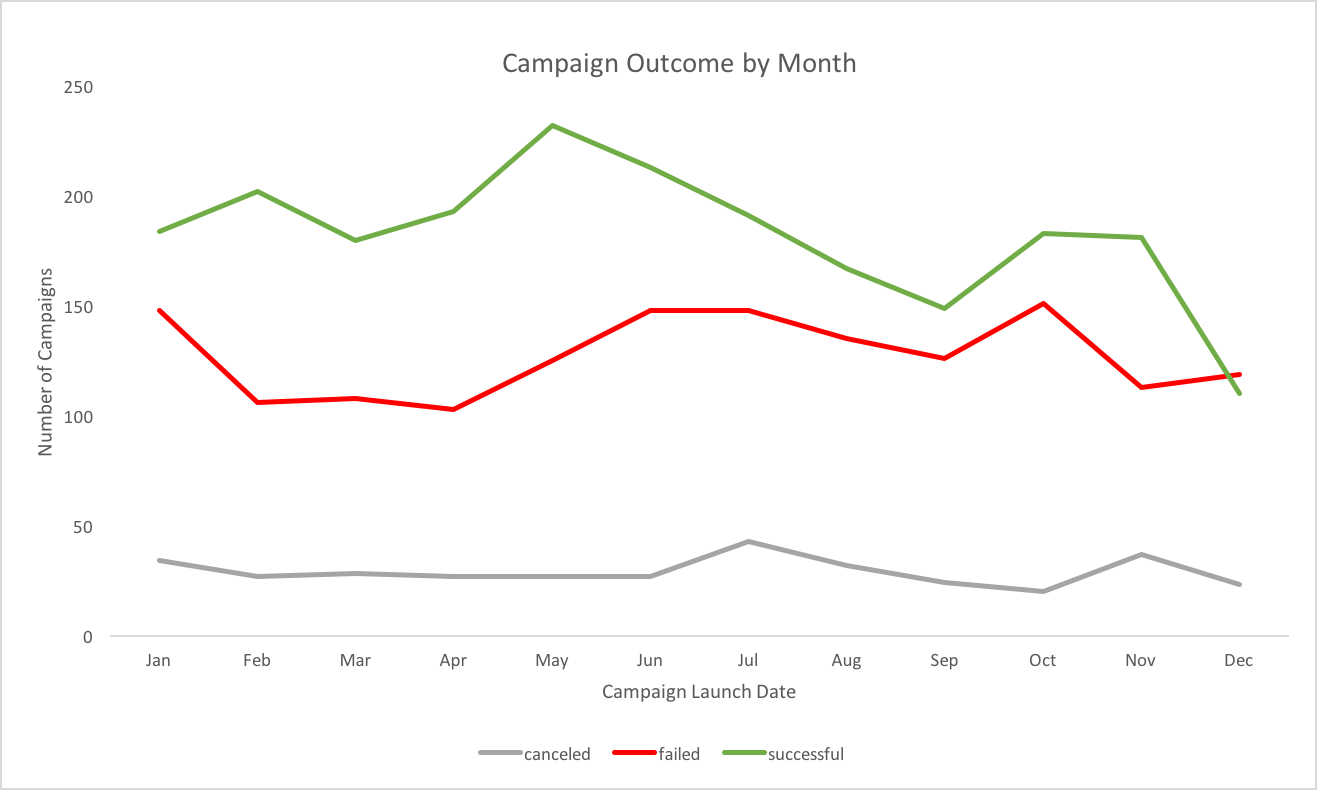 Campaign Outcome by Month
250
200
150
100
50
0
Number of Campaigns
Jan Feb Mar Apr May Jun Jul Aug Sep Oct Nov Dec
Campaign Launch Date
canceled failed successful